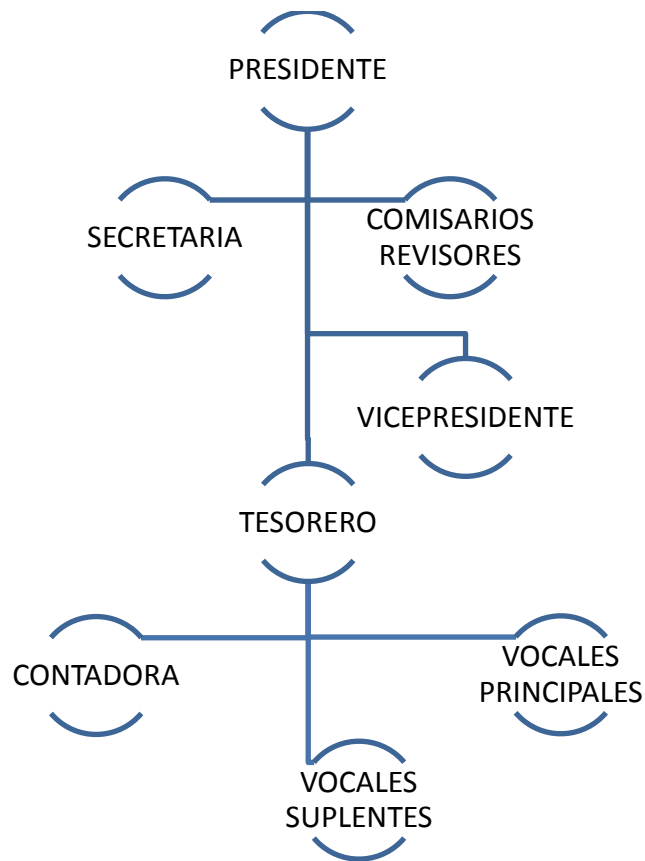 PRESIDENTE
SECRETARIA
COMISARIOS
REVISORES
VICEPRESIDENTE
TESORERO
CONTADORA
VOCALES
PRINCIPALES
VOCALES
SUPLENTES